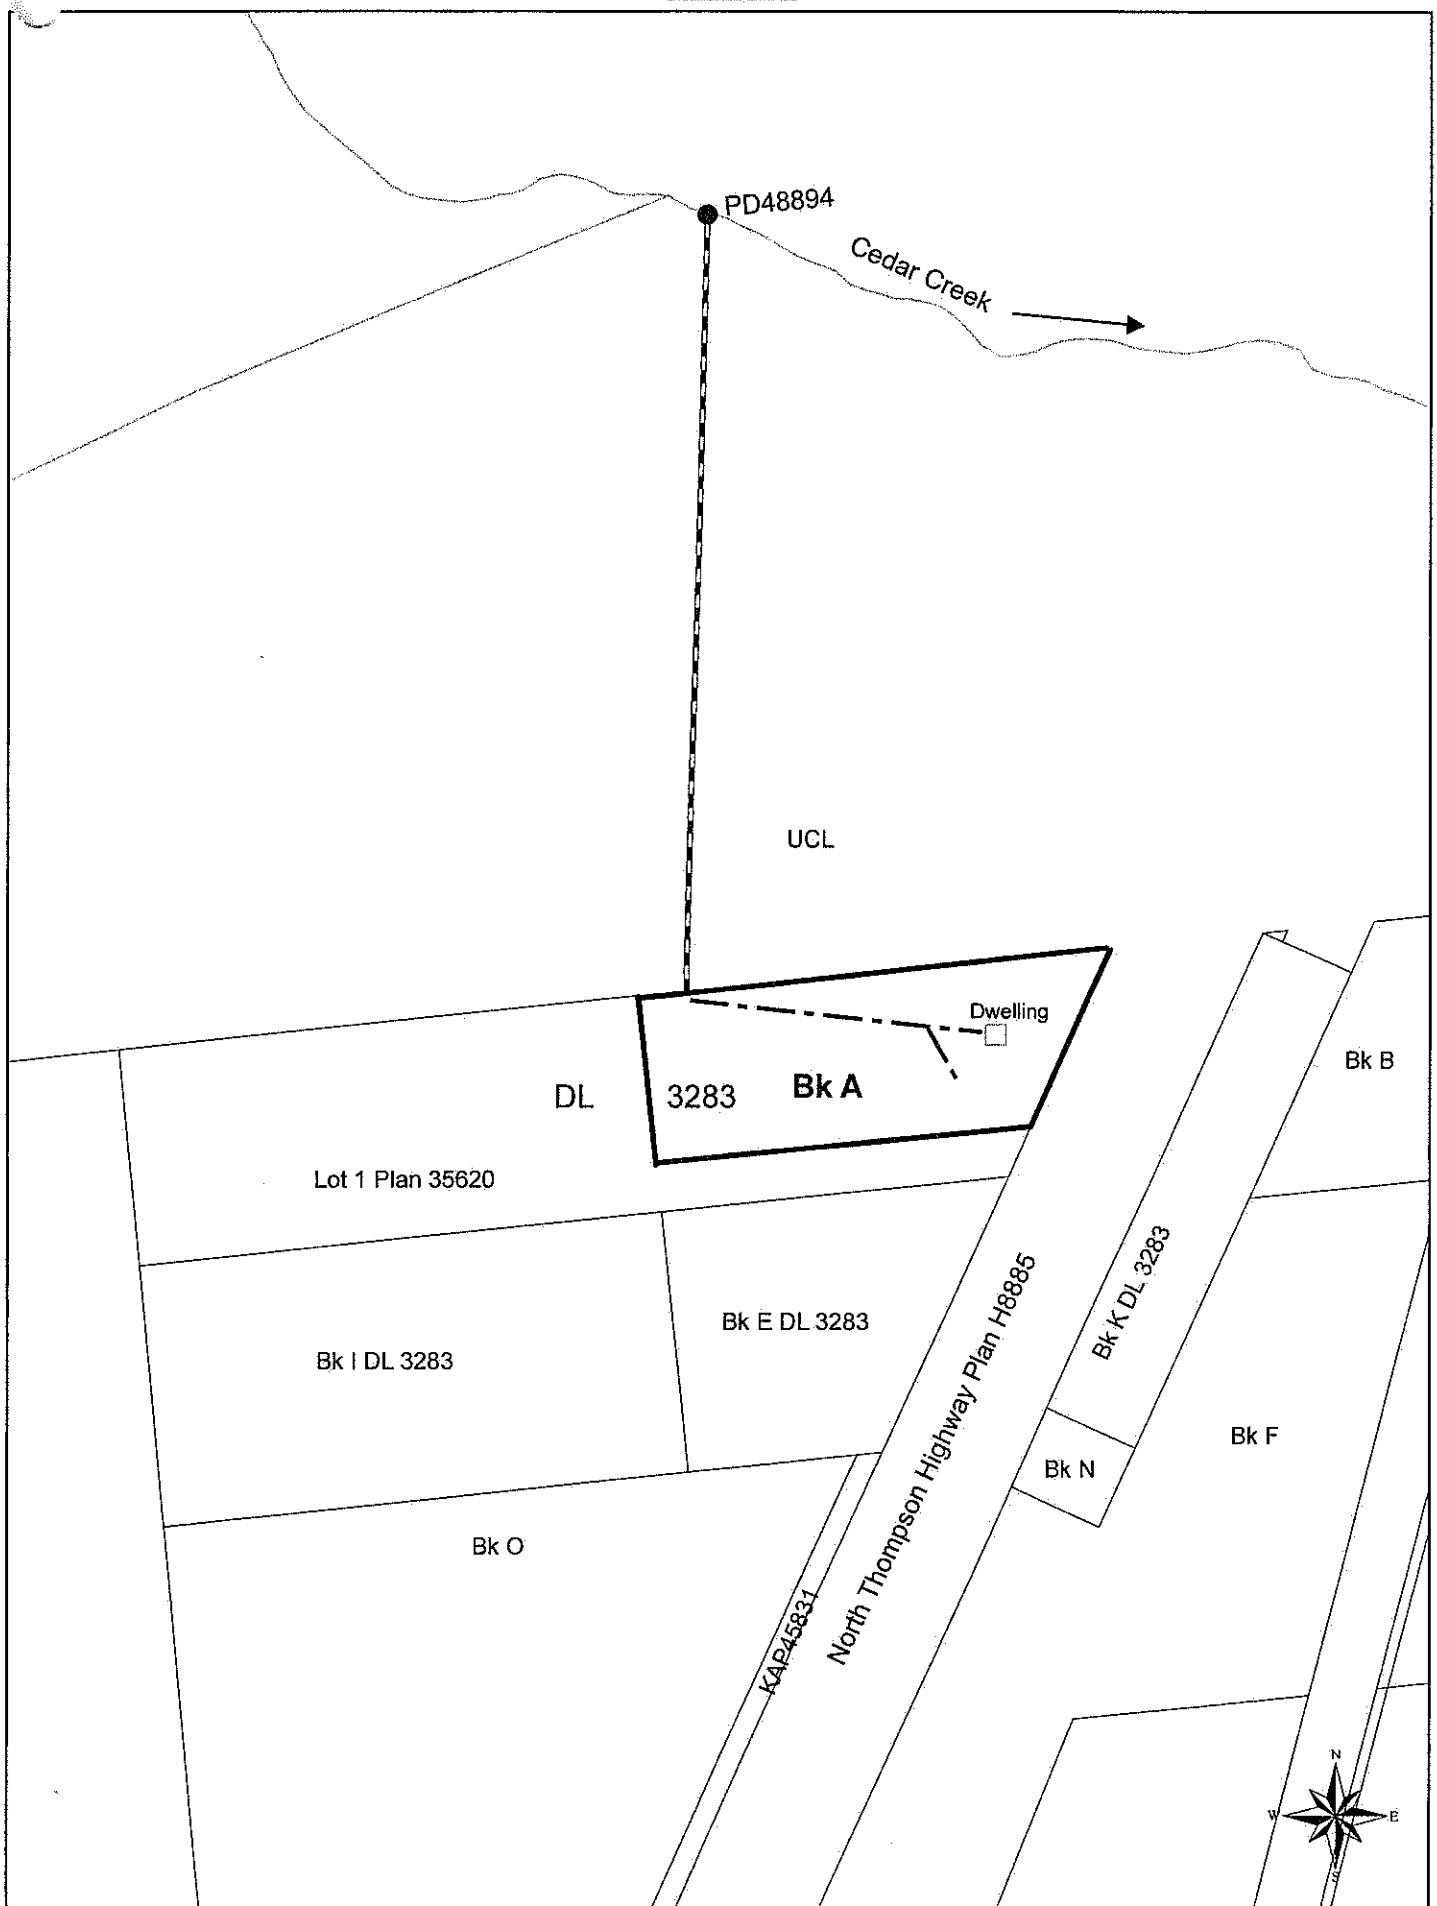 PD48894
Cedar Creek
UCL
Dwelling
Bk B
DL 3283 Bk A
Lot 1 Plan 35620
Bk K DL 3283
North Thompson Highway Plan H8885
Bk E DL 3283
Bk I DL 3283
Bk F
Bk N
Bk O
KAP45831
N
W E
S